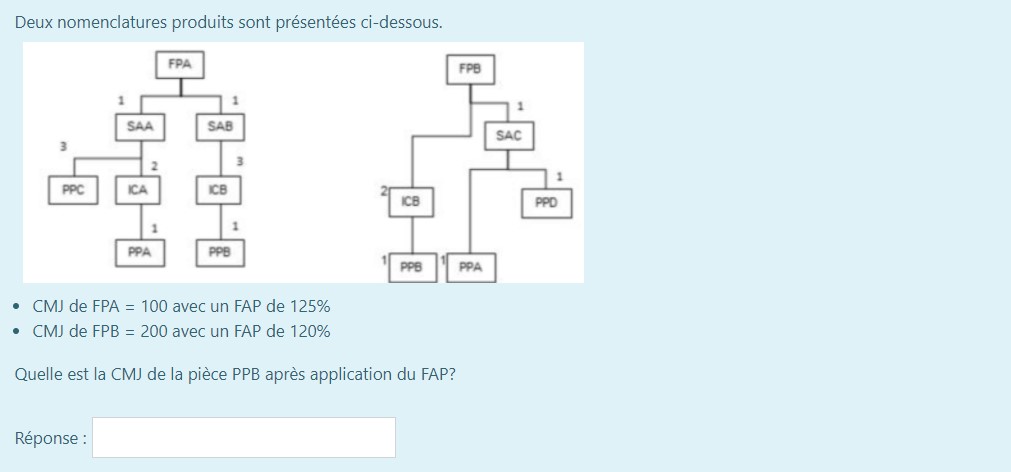 Deux nomenclatures produits sont présentées ci-dessous.
FPA
FPB
1 1
1
SAA SAB
SAC
3
2 3
1
PPC ICA ICB
2 ICB
PPD
1 1
PPA PPB
1 PPB 1 PPA
• CMJ de FPA = 100 avec un FAP de 125%
• CMJ de FPB = 200 avec un FAP de 120%
Quelle est la CMJ de la pièce PPB après application du FAP?
Réponse :